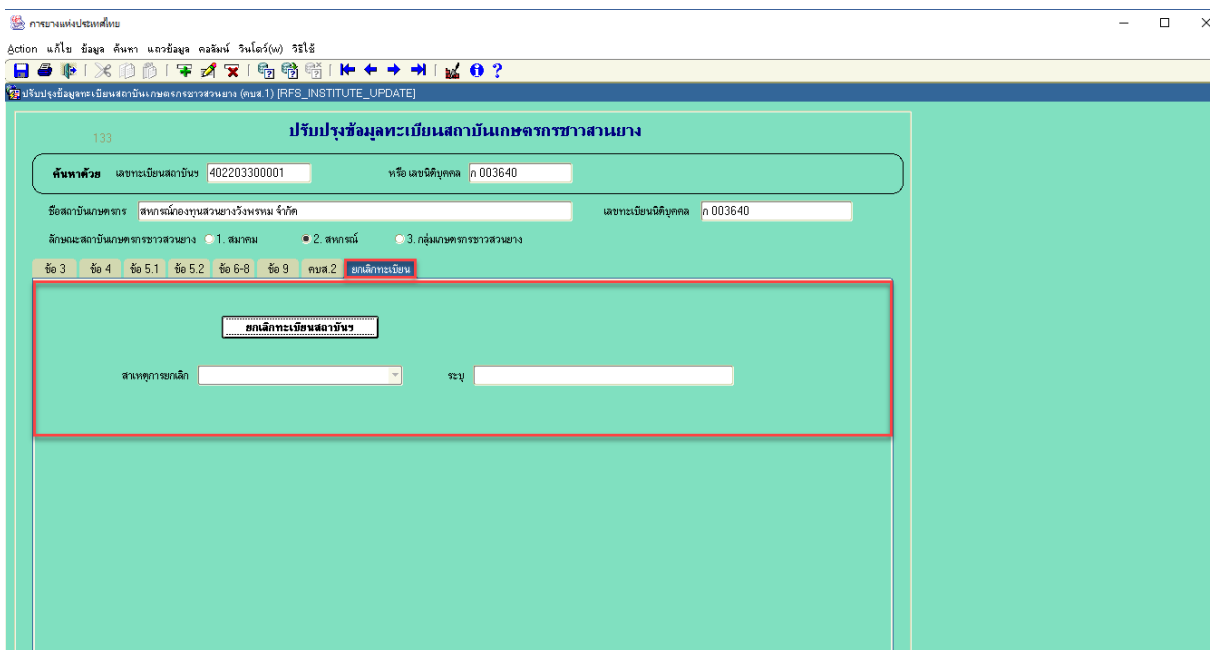 การยางแห่งประเทศไทย
Action แก้ไข ข้อมูล ค้นหา แถวข้อมูล คอลัมน์ วินโดว์(w) วิธีใช้
ปรับปรุงข้อมูลทะเบียนสถาบันเกษตรกรชาวสวนยาง (คบส.1) [RFS_INSTITUTE_UPDATE]
133 ปรับปรุงข้อมูลทะเบียนสถาบันเกษตรกรชาวสวนยาง
ค้นหาด้วย เลขทะเบียนสถาบันฯ 402203300001 หรือ เลขนิติบุคคล ก 003640
ชื่อสถาบันเกษตรกร สหกรณ์กองทุนสวนยางวังพรหม จำกัด เลขทะเบียนนิติบุคคล ก 003640
ลักษณะสถาบันเกษตรกรชาวสวนยาง 1. สมาคม 2. สหกรณ์ 3. กลุ่มเกษตรกรชาวสวนยาง
ข้อ 3 ข้อ 4 ข้อ 5.1 ข้อ 5.2 ข้อ 6-8 ข้อ 9 คบส.2 ยกเลิกทะเบียน
ยกเลิกทะเบียนสถาบันฯ
สาเหตุการยกเลิก ระบุ